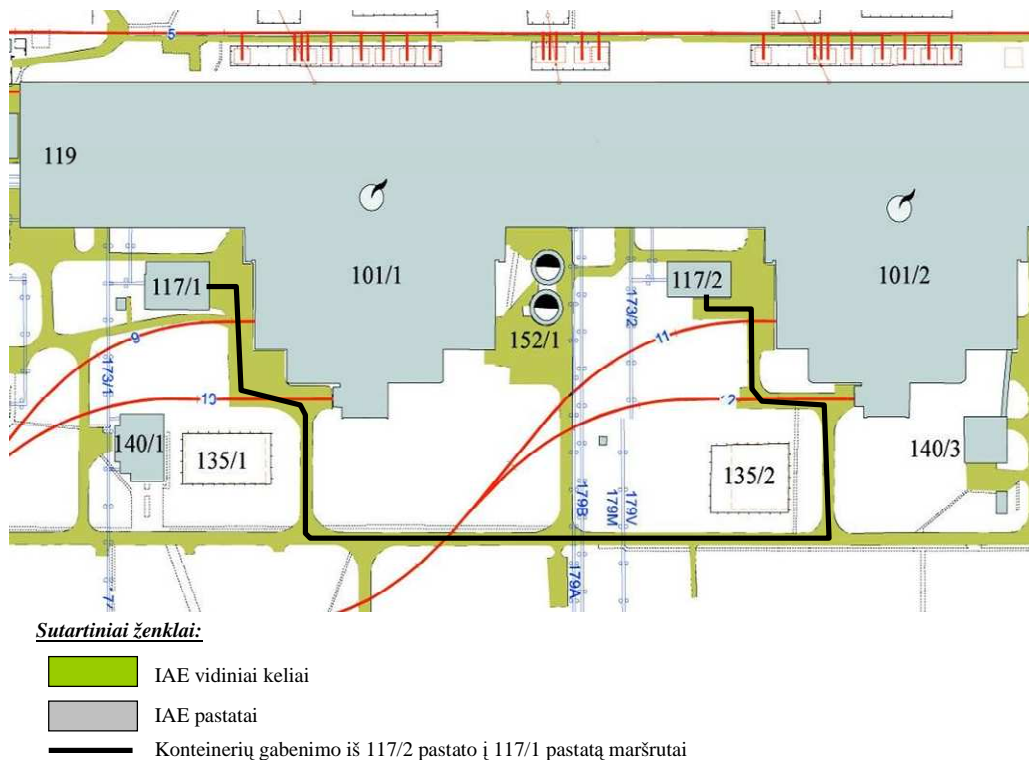 5
119
101/1
101/2
117/1
117/2
173/2
152/1
9
11
173/1
10
12
140/1
135/1
135/2
140/3
179B
179M
179V
179A
Sutartiniai ženklai:
IAE vidiniai keliai
IAE pastatai
Konteinerių gabenimo iš 117/2 pastato į 117/1 pastatą maršrutai